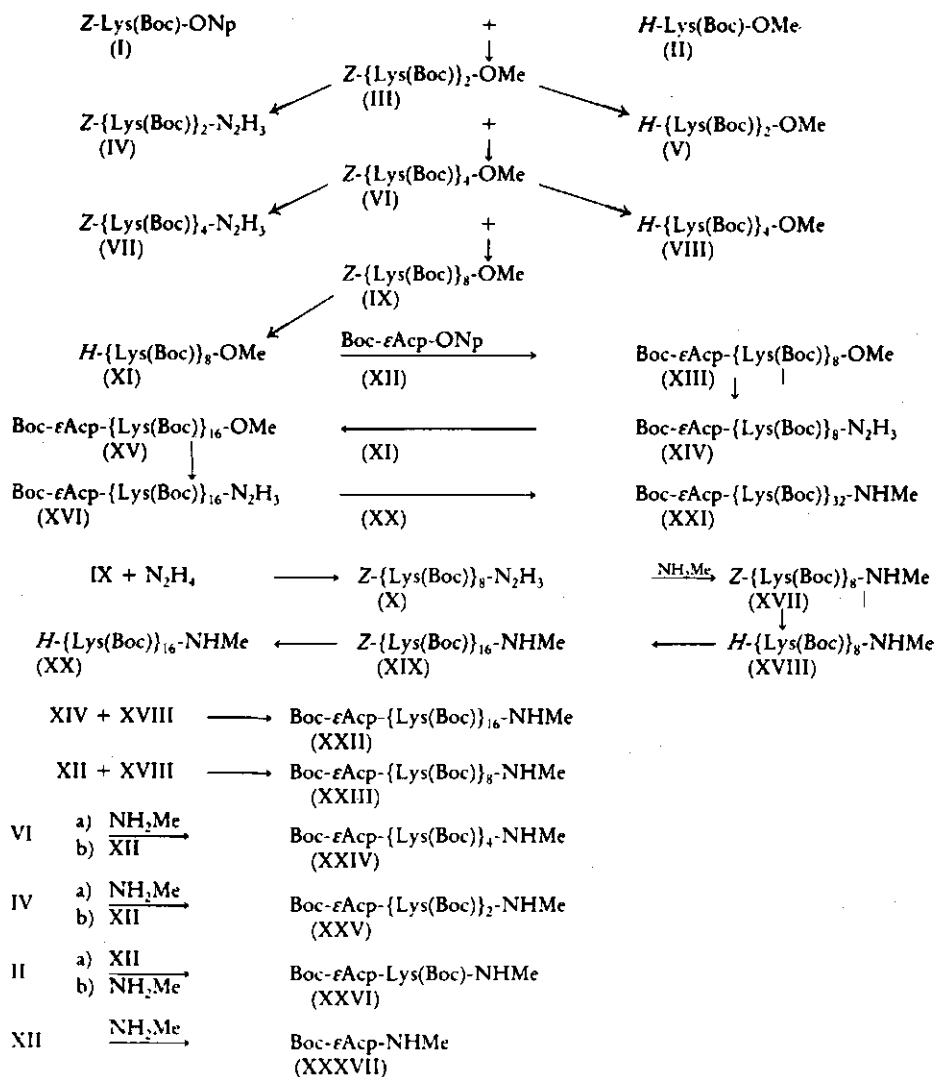 Z-Lys(Boc)-ONp + H-Lys(Boc)-OMe
(I) (II)
Z-{Lys(Boc)}₂-OMe
(III)
Z-{Lys(Boc)}₂-N₂H₃ + H-{Lys(Boc)}₂-OMe
(IV) (V)
Z-{Lys(Boc)}₄-OMe
(VI)
Z-{Lys(Boc)}₄-N₂H₃ + H-{Lys(Boc)}₄-OMe
(VII) (VIII)
Z-{Lys(Boc)}₈-OMe
(IX)
H-{Lys(Boc)}₈-OMe Boc-εAcp-ONp Boc-εAcp-{Lys(Boc)}₈-OMe
(XI) (XII) (XIII)
Boc-εAcp-{Lys(Boc)}₁₆-OMe Boc-εAcp-{Lys(Boc)}₈-N₂H₃
(XV) (XI) (XIV)
Boc-εAcp-{Lys(Boc)}₁₆-N₂H₃ Boc-εAcp-{Lys(Boc)}₃₂-NHMe
(XVI) (XX) (XXI)
IX + N₂H₄ Z-{Lys(Boc)}₈-N₂H₃ NH₂Me Z-{Lys(Boc)}₈-NHMe
(X) (XVII)
H-{Lys(Boc)}₁₆-NHMe Z-{Lys(Boc)}₁₆-NHMe H-{Lys(Boc)}₈-NHMe
(XX) (XIX) (XVIII)
XIV + XVIII Boc-εAcp-{Lys(Boc)}₁₆-NHMe
(XXII)
XII + XVIII Boc-εAcp-{Lys(Boc)}₈-NHMe
(XXIII)
VI a) NH₂Me
b) XII Boc-εAcp-{Lys(Boc)}₄-NHMe
(XXIV)
IV a) NH₂Me
b) XII Boc-εAcp-{Lys(Boc)}₂-NHMe
(XXV)
II a) XII
b) NH₂Me Boc-εAcp-Lys(Boc)-NHMe
(XXVI)
XII NH₂Me Boc-εAcp-NHMe
(XXXVII)